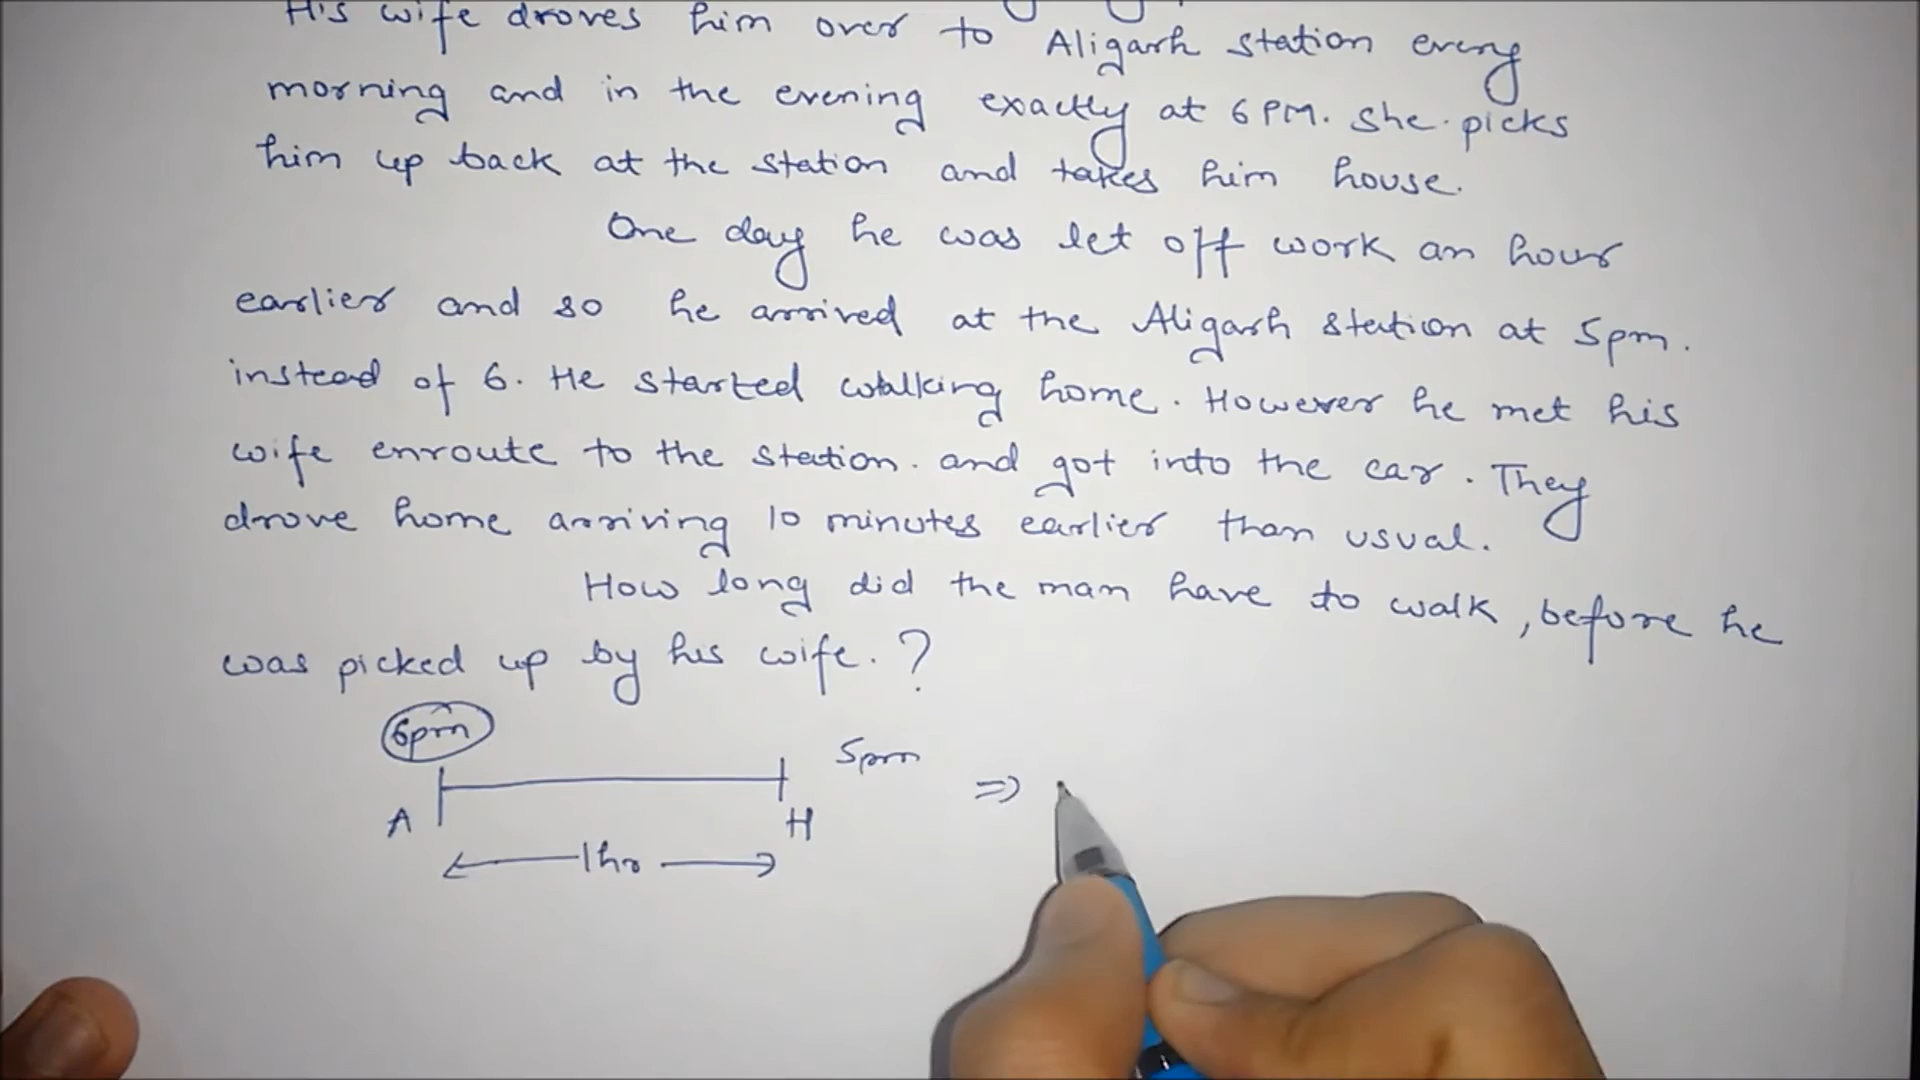 His wife droves him over to Aligarh station every
morning and in the evening exactly at 6 PM. She picks
him up back at the station and takes him house.
One day he was let off work an hour
earlier and so he arrived at the Aligarh station at 5pm.
instead of 6. He started walking home. However he met his
wife enroute to the station. and got into the car. They
drove home arriving 10 minutes earlier than usual.
How long did the man have to walk, before he
was picked up by his wife.?
6pm
5pm
⇒
A
H
1hr